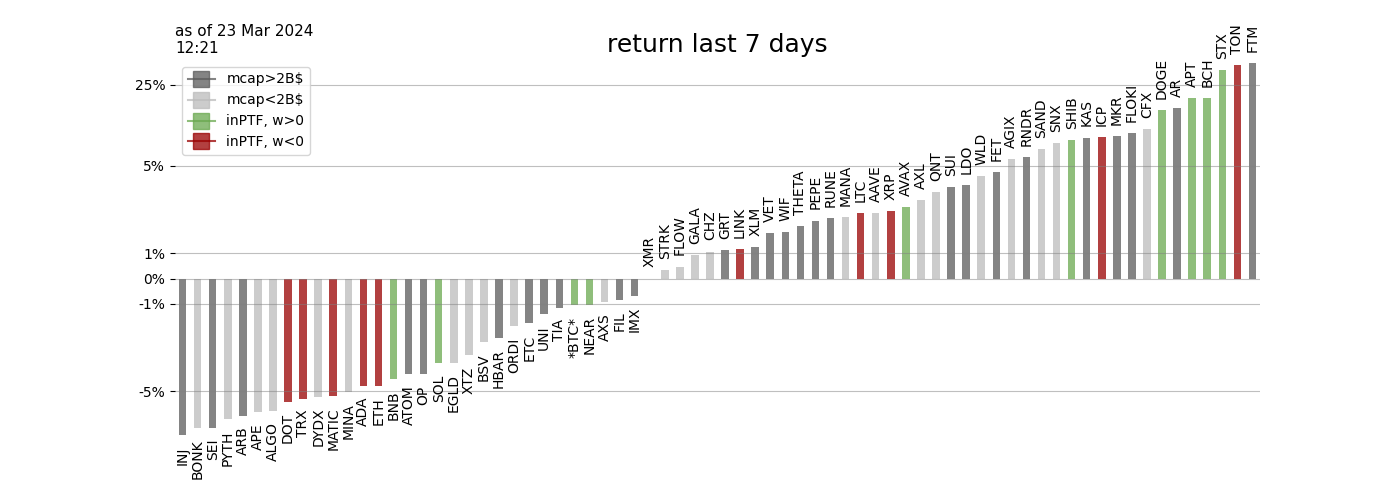 as of 23 Mar 2024
12:21
return last 7 days
mcap>2B$
mcap<2B$
inPTF, w>0
inPTF, w<0
25%
5%
1%
0%
-1%
-5%
INJ
BONK
SEI
PYTH
ARB
APE
ALGO
DOT
TRX
DYDX
MATIC
MINA
ADA
ETH
BNB
ATOM
OP
SOL
EGLD
XTZ
BSV
HBAR
ORDI
ETC
UNI
TIA
*BTC*
NEAR
AXS
FIL
IMX
XMR
STRK
FLOW
GALA
CHZ
GRT
LINK
XLM
VET
WIF
THETA
PEPE
RUNE
MANA
LTC
AAVE
XRP
AVAX
AXL
QNT
SUI
LDO
WLD
FET
AGIX
RNDR
SAND
SNX
SHIB
KAS
ICP
MKR
FLOKI
CFX
DOGE
AR
APT
BCH
STX
TON
FTM